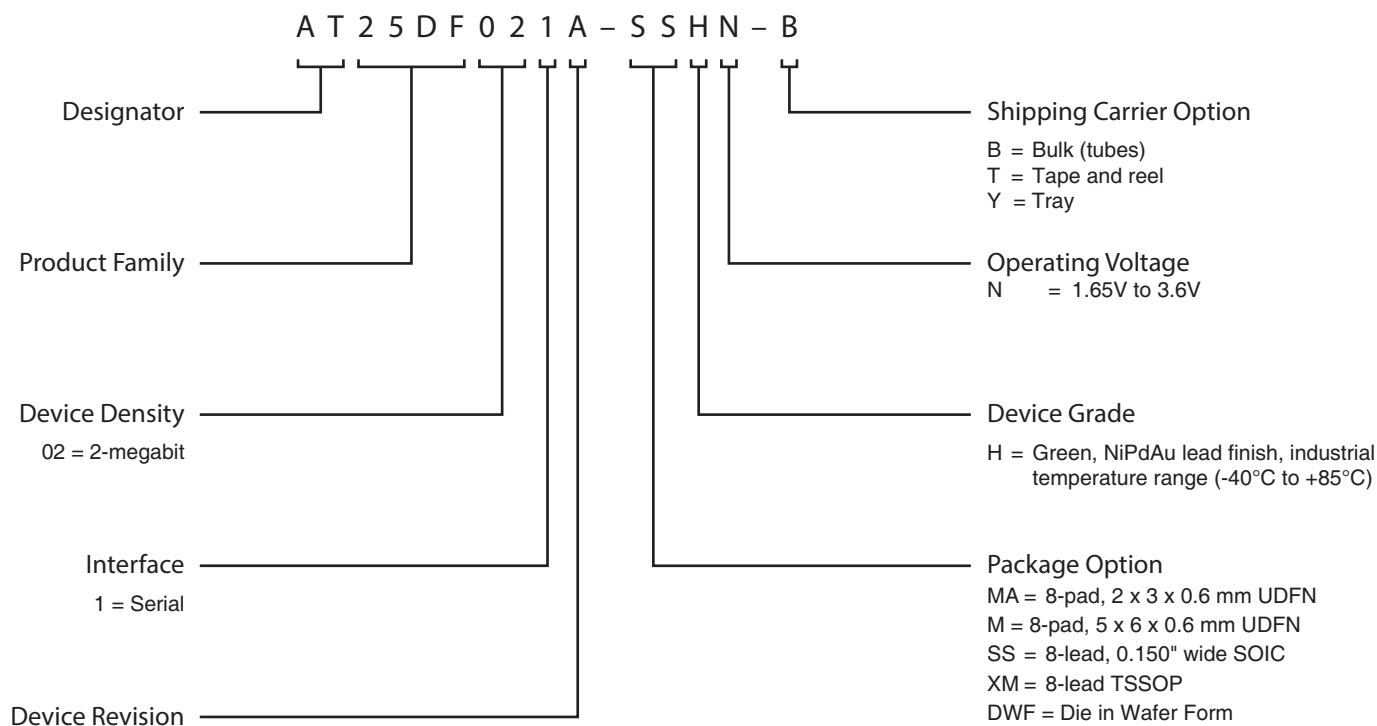 A T 2 5 D F 0 2 1 A – S S H N – B
Designator
Product Family
Device Density
02 = 2-megabit
Interface
1 = Serial
Device Revision
Shipping Carrier Option
B = Bulk (tubes)
T = Tape and reel
Y = Tray
Operating Voltage
N = 1.65V to 3.6V
Device Grade
H = Green, NiPdAu lead finish, industrial
temperature range (-40°C to +85°C)
Package Option
MA = 8-pad, 2 x 3 x 0.6 mm UDFN
M = 8-pad, 5 x 6 x 0.6 mm UDFN
SS = 8-lead, 0.150" wide SOIC
XM = 8-lead TSSOP
DWF = Die in Wafer Form